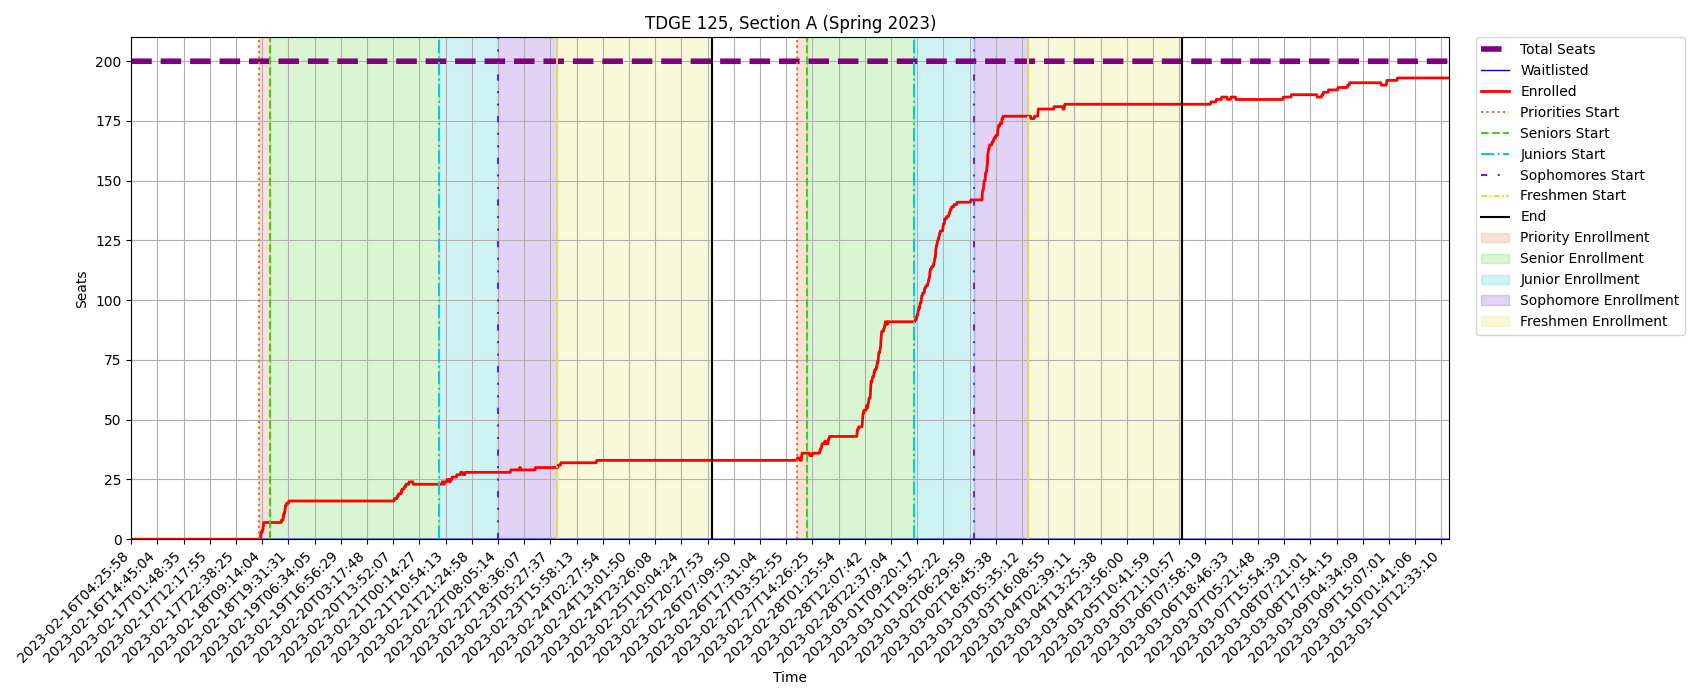 TDGE 125, Section A (Spring 2023)
Seats
200
175
150
125
100
75
50
25
0
2023-02-16T04:25:58
2023-02-16T14:45:04
2023-02-17T01:48:35
2023-02-17T12:17:55
2023-02-17T22:38:25
2023-02-18T09:14:04
2023-02-18T19:31:31
2023-02-19T06:34:05
2023-02-19T16:56:29
2023-02-20T03:17:48
2023-02-20T13:52:07
2023-02-21T00:14:27
2023-02-21T10:54:13
2023-02-21T21:24:58
2023-02-22T08:05:14
2023-02-22T18:36:07
2023-02-23T05:27:37
2023-02-23T15:58:13
2023-02-24T02:27:54
2023-02-24T13:01:50
2023-02-24T23:26:08
2023-02-25T10:04:24
2023-02-25T20:27:53
2023-02-26T07:09:50
2023-02-26T17:31:04
2023-02-27T03:52:55
2023-02-27T14:26:25
2023-02-28T01:25:54
2023-02-28T12:07:42
2023-02-28T22:37:04
2023-03-01T09:20:17
2023-03-01T19:52:22
2023-03-02T06:29:59
2023-03-02T18:45:38
2023-03-03T05:35:12
2023-03-03T16:08:55
2023-03-04T02:39:11
2023-03-04T13:25:38
2023-03-04T23:56:00
2023-03-05T10:41:59
2023-03-05T21:10:57
2023-03-06T07:58:19
2023-03-06T18:46:33
2023-03-07T05:21:48
2023-03-07T15:54:39
2023-03-08T07:21:01
2023-03-08T17:54:15
2023-03-09T04:34:09
2023-03-09T15:07:01
2023-03-10T01:41:06
2023-03-10T12:33:10
Time
Total Seats
Waitlisted
Enrolled
Priorities Start
Seniors Start
Juniors Start
Sophomores Start
Freshmen Start
End
Priority Enrollment
Senior Enrollment
Junior Enrollment
Sophomore Enrollment
Freshmen Enrollment